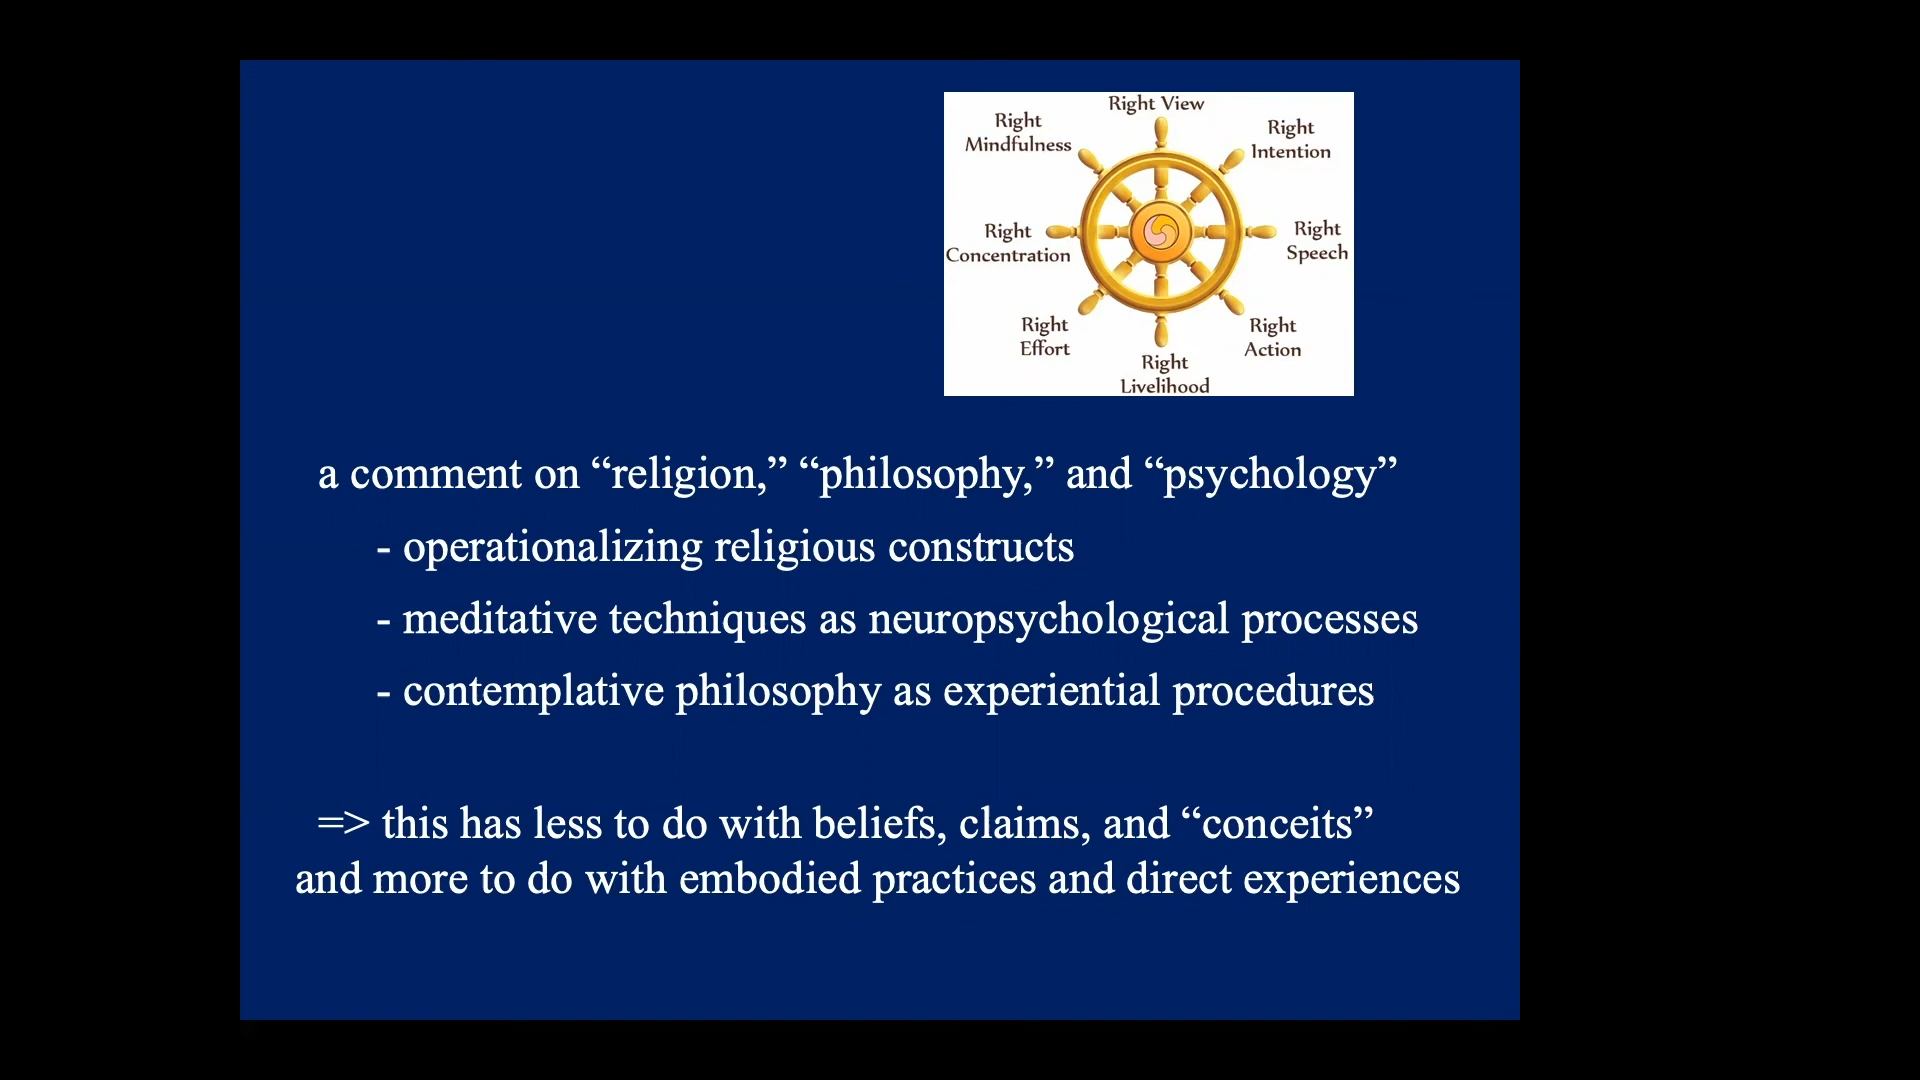 Right View
Right
Mindfulness
Right
Intention
Right
Concentration
Right
Speech
Right
Effort
Right
Action
Right
Livelihood
a comment on “religion,” “philosophy,” and “psychology”
- operationalizing religious constructs
- meditative techniques as neuropsychological processes
- contemplative philosophy as experiential procedures
=> this has less to do with beliefs, claims, and “conceits”
and more to do with embodied practices and direct experiences